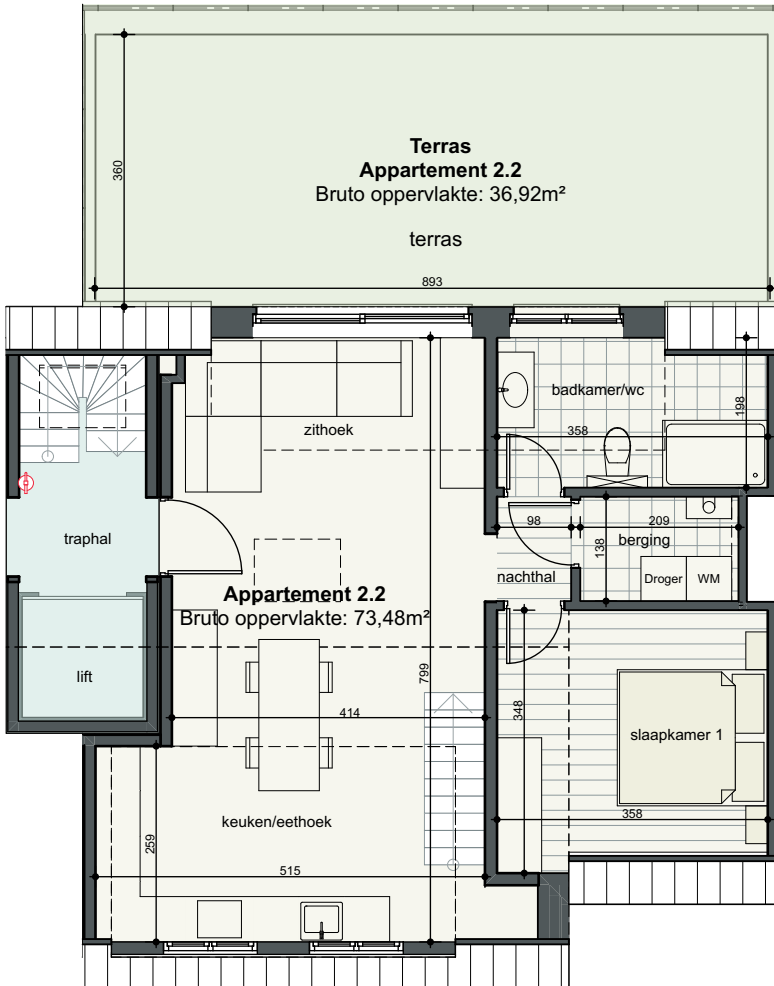 Terras
Appartement 2.2
Bruto oppervlakte: 36,92m²
360
terras
893
badkamer/wc
zithoek
358
198
98
209
traphal
berging
138
nachthal
Droger
WM
Appartement 2.2
Bruto oppervlakte: 73,48m²
lift
799
414
348
slaapkamer 1
keuken/eethoek
358
259
515